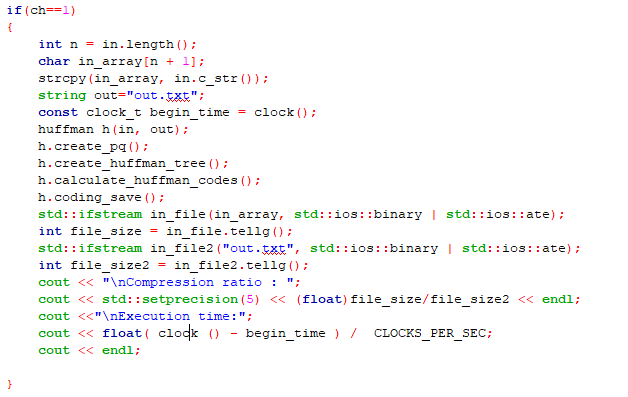 if(ch==1)
{
    int n = in.length();
    char in_array[n + 1];
    strcpy(in_array, in.c_str());
    string out="out.txt";
    const clock_t begin_time = clock();
    huffman h(in, out);
    h.create_pq();
    h.create_huffman_tree();
    h.calculate_huffman_codes();
    h.coding_save();
    std::ifstream in_file(in_array, std::ios::binary | std::ios::ate);
    int file_size = in_file.tellg();
    std::ifstream in_file2("out.txt", std::ios::binary | std::ios::ate);
    int file_size2 = in_file2.tellg();
    cout << "\nCompression ratio : ";
    cout << std::setprecision(5) << (float)file_size/file_size2 << endl;
    cout <<"\nExecution time:";
    cout << float( clock () - begin_time ) /  CLOCKS_PER_SEC;
    cout << endl;
}